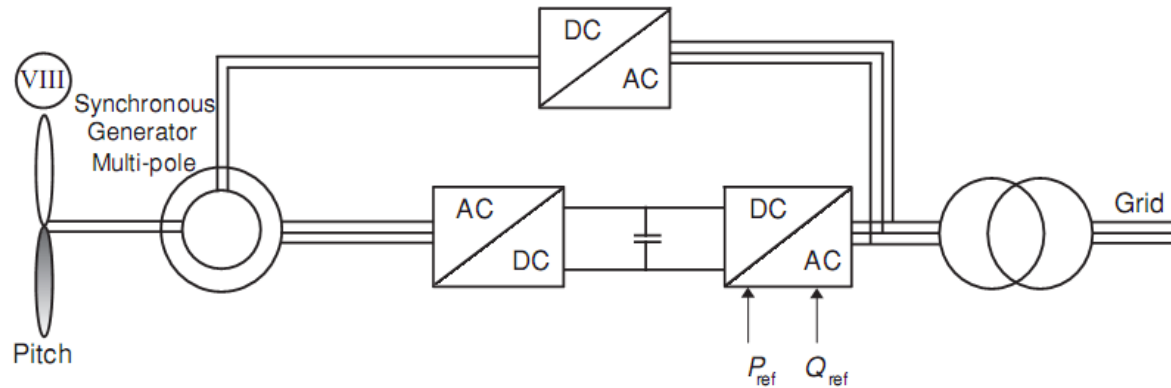 VIII
Synchronous
Generator
Multi-pole
DC
AC
AC
DC
DC
AC
Grid
Pitch
Pref
Qref